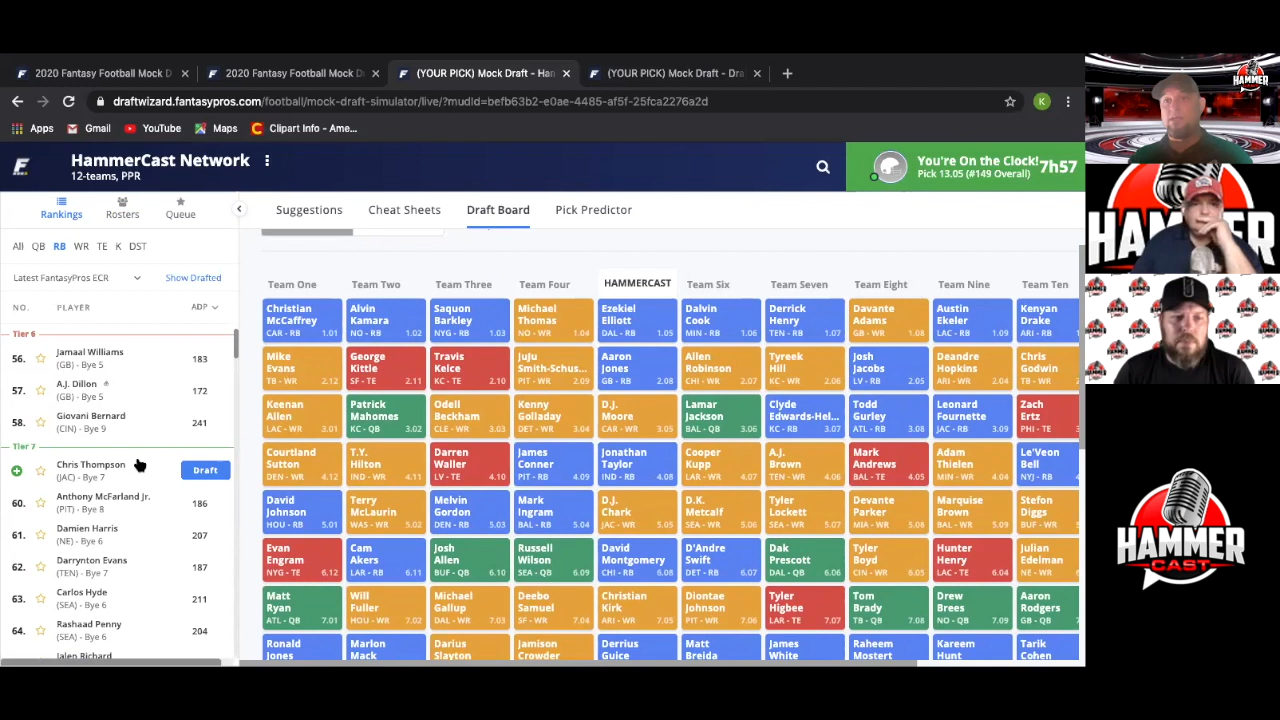 2020 Fantasy Football Mock D
2020 Fantasy Football Mock D
(YOUR PICK) Mock Draft - Han
(YOUR PICK) Mock Draft - Dra
draftwizard.fantasypros.com/football/mock-draft-simulator/live/?mudId=befb63b2-e0ae-4485-af5f-25fca2276a2d
K
Apps
Gmail
YouTube
Maps
Clipart Info - Ame...
HammerCast Network
12-teams, PPR
You're On the Clock!
Pick 13.05 (#149 Overall)
7h57
Rankings
Rosters
Queue
Suggestions
Cheat Sheets
Draft Board
Pick Predictor
All QB RB WR TE K DST
Latest FantasyPros ECR
Show Drafted
NO. PLAYER ADP
Tier 6
56. Jamaal Williams 183
(GB) - Bye 5
57. A.J. Dillon 172
(GB) - Bye 5
58. Giovani Bernard 241
(CIN) - Bye 9
Tier 7
Chris Thompson
(JAC) - Bye 7
Draft
60. Anthony McFarland Jr. 186
(PIT) - Bye 8
61. Damien Harris 207
(NE) - Bye 6
62. Darrynton Evans 187
(TEN) - Bye 7
63. Carlos Hyde 211
(SEA) - Bye 6
64. Rashaad Penny 204
(SEA) - Bye 6
Jalen Richard
Team One Team Two Team Three Team Four HAMMERCAST Team Six Team Seven Team Eight Team Nine Team Ten
Christian Alvin Saquon Michael Ezekiel Dalvin Derrick Davante Austin Kenyan
McCaffrey Kamara Barkley Thomas Elliott Cook Henry Adams Ekeler Drake
CAR - RB 1.01 NO - RB 1.02 NYG - RB 1.03 NO - WR 1.04 DAL - RB 1.05 MIN - RB 1.06 TEN - RB 1.07 GB - WR 1.08 LAC - RB 1.09 ARI - RB 1.
Mike George Travis JuJu Aaron Allen Tyreek Josh Deandre Chris
Evans Kittle Kelce Smith-Schus... Jones Robinson Hill Jacobs Hopkins Godwin
TB - WR 2.12 SF - TE 2.11 KC - TE 2.10 PIT - WR 2.09 GB - RB 2.08 CHI - WR 2.07 KC - WR 2.06 LV - RB 2.05 ARI - WR 2.04 TB - WR 2.
Keenan Patrick Odell Kenny D.J. Lamar Clyde Todd Leonard Zach
Allen Mahomes Beckham Golladay Moore Jackson Edwards-Hel... Gurley Fournette Ertz
LAC - WR 3.01 KC - QB 3.02 CLE - WR 3.03 DET - WR 3.04 CAR - WR 3.05 BAL - QB 3.06 KC - RB 3.07 ATL - RB 3.08 JAC - RB 3.09 PHI - TE 3.
Courtland T.Y. Darren James Jonathan Cooper A.J. Mark Adam Le'Veon
Sutton Hilton Waller Conner Taylor Kupp Brown Andrews Thielen Bell
DEN - WR 4.12 IND - WR 4.11 LV - TE 4.10 PIT - RB 4.09 IND - RB 4.08 LAR - WR 4.07 TEN - WR 4.06 BAL - TE 4.05 MIN - WR 4.04 NYJ - RB 4.
David Terry Melvin Mark D.J. D.K. Tyler Devante Marquise Stefon
Johnson McLaurin Gordon Ingram Chark Metcalf Lockett Parker Brown Diggs
HOU - RB 5.01 WAS - WR 5.02 DEN - RB 5.03 BAL - RB 5.04 JAC - WR 5.05 SEA - WR 5.06 SEA - WR 5.07 MIA - WR 5.08 BAL - WR 5.09 BUF - WR 5.
Evan Cam Josh Russell David D'Andre Dak Tyler Hunter Julian
Engram Akers Allen Wilson Montgomery Swift Prescott Boyd Henry Edelman
NYG - TE 6.12 LAR - RB 6.11 BUF - QB 6.10 SEA - QB 6.09 CHI - RB 6.08 DET - RB 6.07 DAL - QB 6.06 CIN - WR 6.05 LAC - TE 6.04 NE - WR 6.
Matt Will Michael Deebo Christian Diontae Tyler Tom Drew Aaron
Ryan Fuller Gallup Samuel Kirk Johnson Higbee Brady Brees Rodgers
ATL - QB 7.01 HOU - WR 7.02 DAL - WR 7.03 SF - WR 7.04 ARI - WR 7.05 PIT - WR 7.06 LAR - TE 7.07 TB - QB 7.08 NO - QB 7.09 GB - QB 7.
Ronald Marlon Darius Jamison Derrius Matt James Raheem Kareem Tarik
Jones Mack Slayton Crowder Guice Breida White Mostert Hunt Cohen
HAMMER
CAST